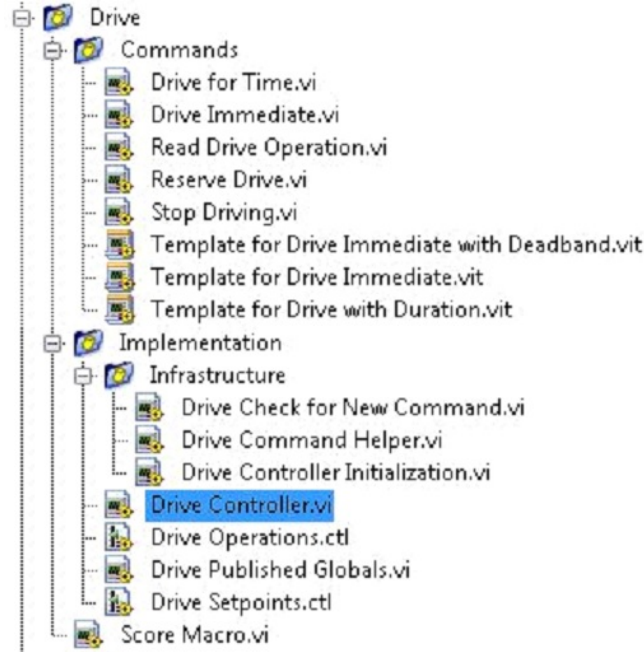 Drive
Commands
Drive for Time.vi
Drive Immediate.vi
Read Drive Operation.vi
Reserve Drive.vi
Stop Driving.vi
Template for Drive Immediate with Deadband.vit
Template for Drive Immediate.vit
Template for Drive with Duration.vit
Implementation
Infrastructure
Drive Check for New Command.vi
Drive Command Helper.vi
Drive Controller Initialization.vi
Drive Controller.vi
Drive Operations.ctl
Drive Published Globals.vi
Drive Setpoints.ctl
Score Macro.vi